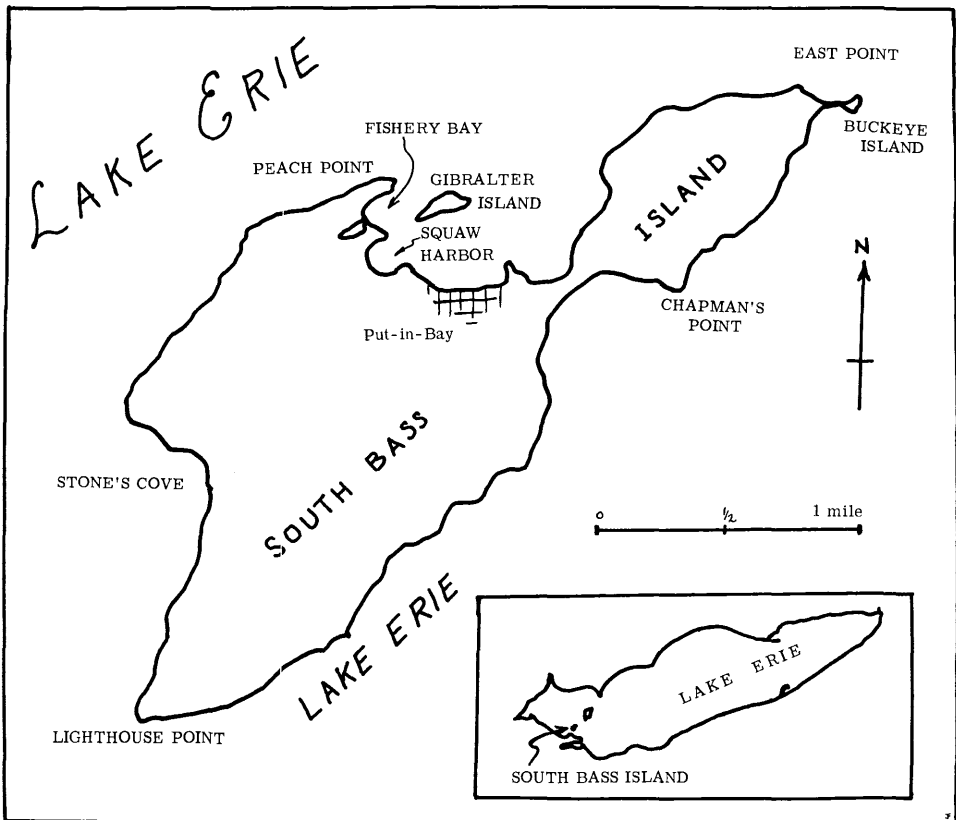 LAKE ERIE
EAST POINT
BUCKEYE
ISLAND
FISHERY BAY
PEACH POINT
GIBRALTER
ISLAND
SQUAW
HARBOR
ISLAND
N
CHAPMAN'S
POINT
Put-in-Bay
SOUTH BASS
STONE'S COVE
0 1/2 1 mile
LAKE ERIE
LIGHTHOUSE POINT
LAKE ERIE
SOUTH BASS ISLAND